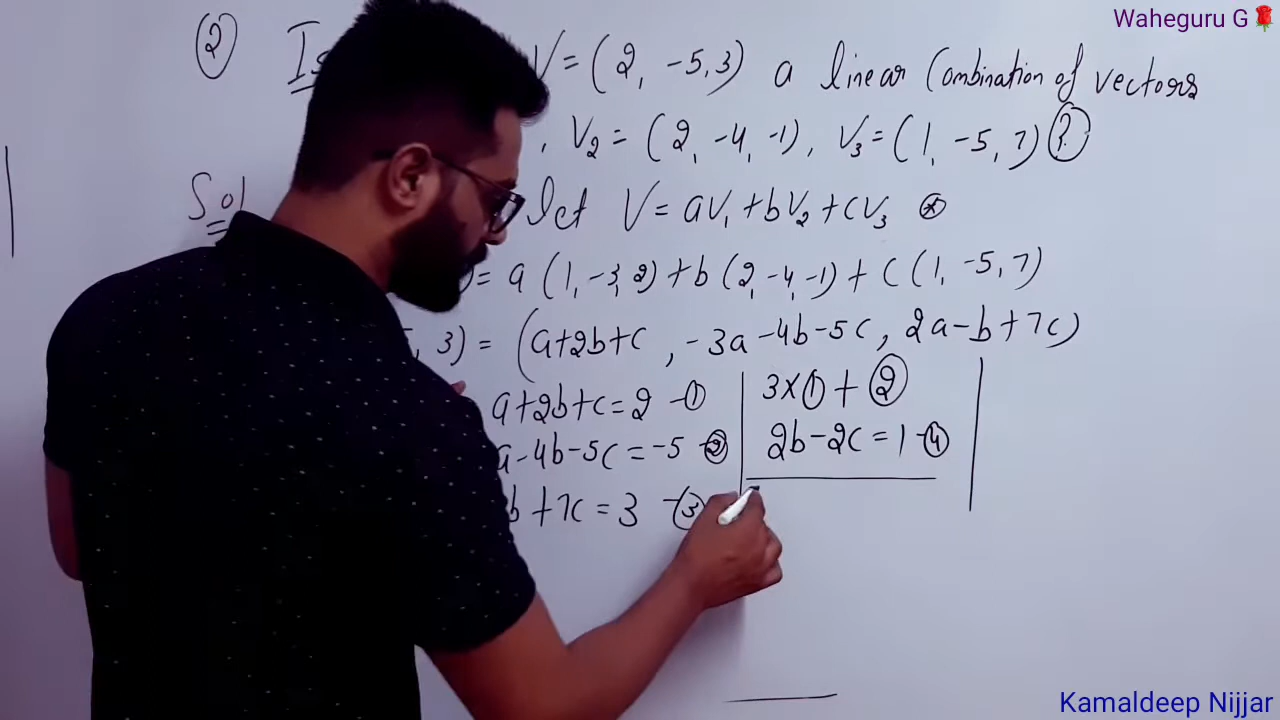 Waheguru G🌹
② Is V = (2, -5, 3) a linear Combination of vectors
, V₂ = (2, -4, -1), V₃ = (1, -5, 7) ?
Sol Let V = aV₁ + bV₂ + cV₃ ⊛
= a (1, -3, 2) + b (2, -4, -1) + c (1, -5, 7)
, 3) = (a+2b+c, -3a-4b-5c, 2a-b+7c)
a+2b+c = 2 -①
a-4b-5c = -5 -②
b+7c = 3 -③
3×① + ②
2b-2c = 1 -④
Kamaldeep Nijjar